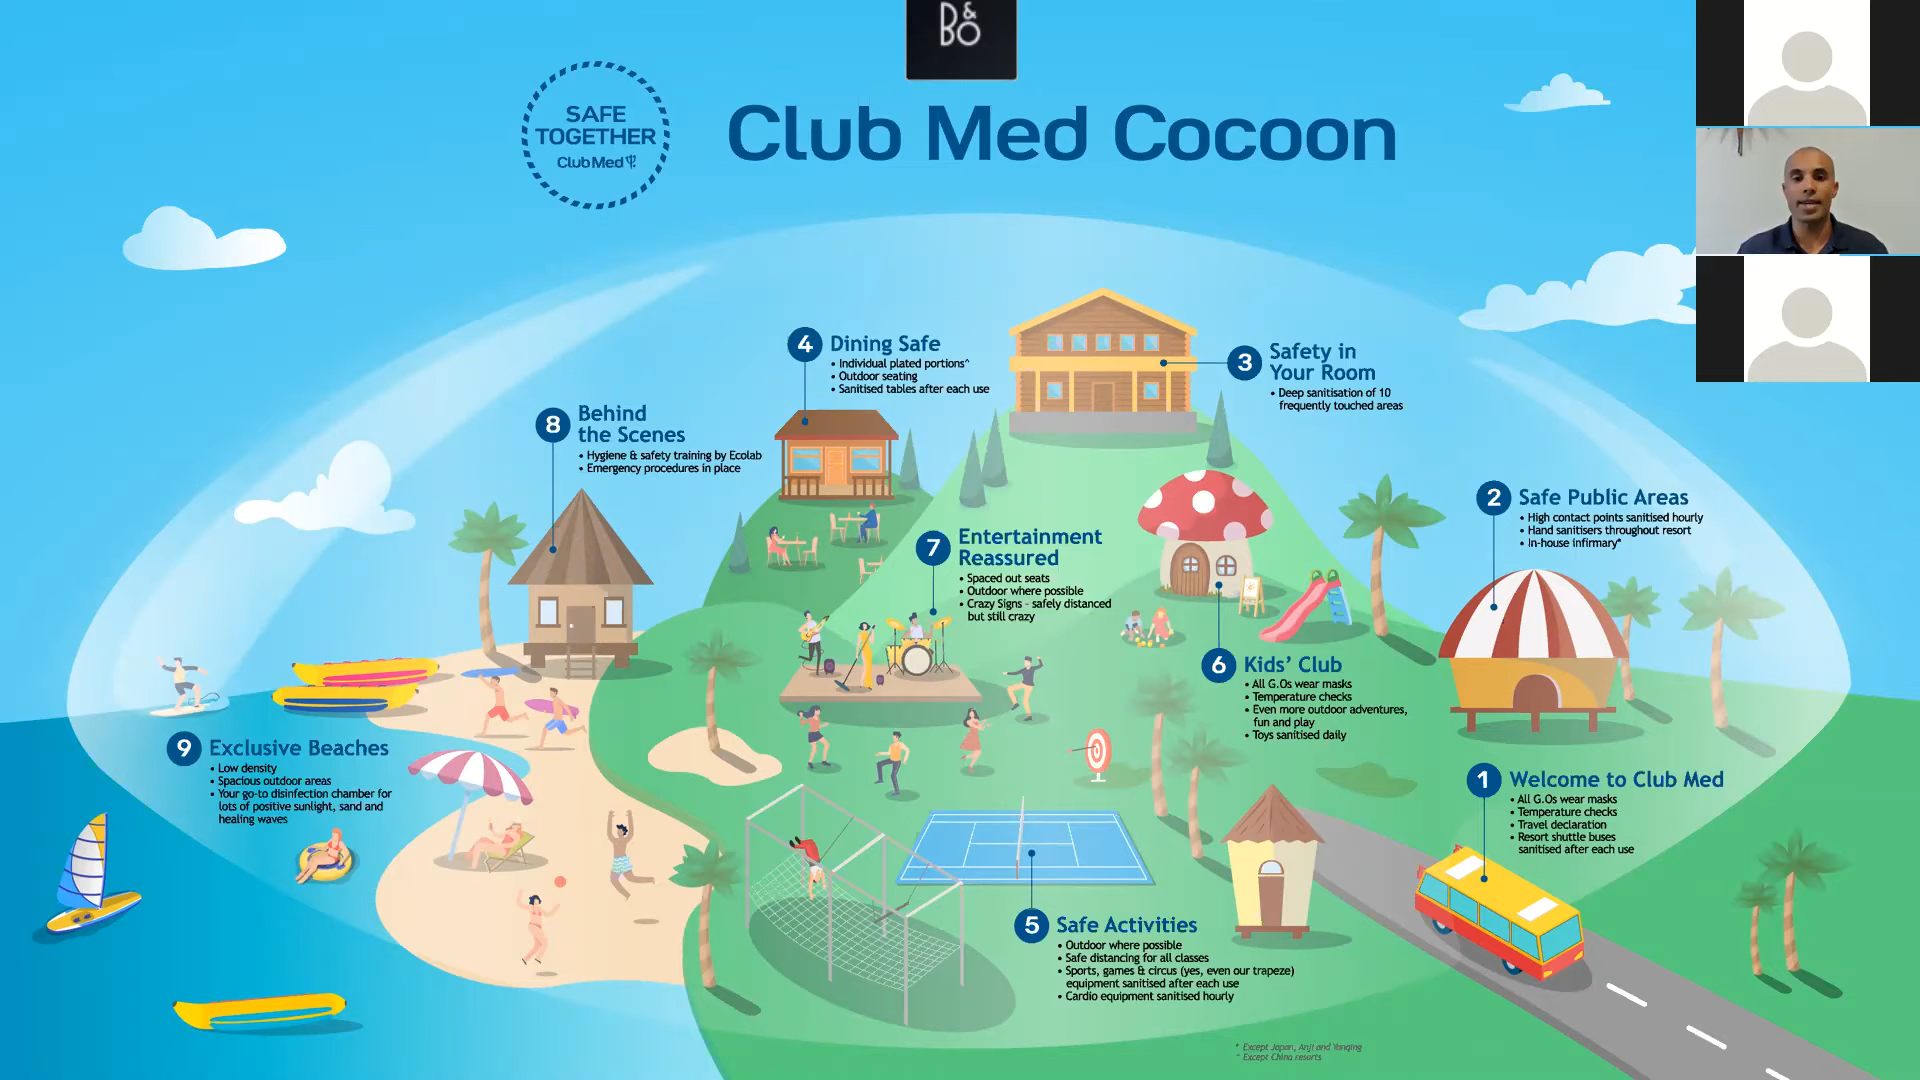 B&O
SAFE
TOGETHER
Club Med
Club Med Cocoon
4 Dining Safe
• Individual plated portions^
• Outdoor seating
• Sanitised tables after each use
3 Safety in
Your Room
• Deep sanitisation of 10
frequently touched areas
8 Behind
the Scenes
• Hygiene & safety training by Ecolab
• Emergency procedures in place
2 Safe Public Areas
• High contact points sanitised hourly
• Hand sanitisers throughout resort
• In-house infirmary*
7 Entertainment
Reassured
• Spaced out seats
• Outdoor where possible
• Crazy Signs - safely distanced
but still crazy
6 Kids' Club
• All G.Os wear masks
• Temperature checks
• Even more outdoor adventures,
fun and play
• Toys sanitised daily
9 Exclusive Beaches
• Low density
• Spacious outdoor areas
• Your go-to disinfection chamber for
lots of positive sunlight, sand and
healing waves
1 Welcome to Club Med
• All G.Os wear masks
• Temperature checks
• Travel declaration
• Resort shuttle buses
sanitised after each use
5 Safe Activities
• Outdoor where possible
• Safe distancing for all classes
• Sports, games & circus (yes, even our trapeze)
equipment sanitised after each use
• Cardio equipment sanitised hourly
* Except Japan, Anji and Yanqing
^ Except China resorts